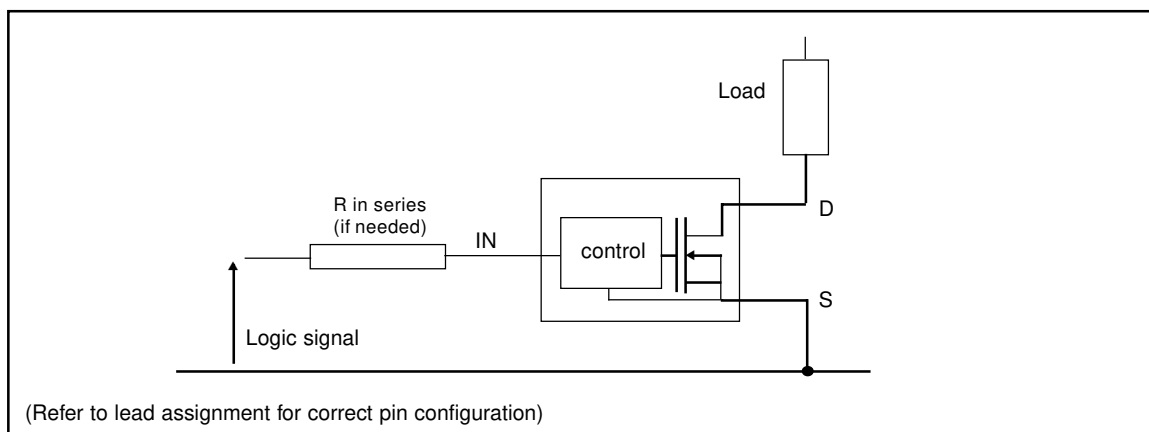 Load
R in series
(if needed)
IN
D
control
S
Logic signal
(Refer to lead assignment for correct pin configuration)